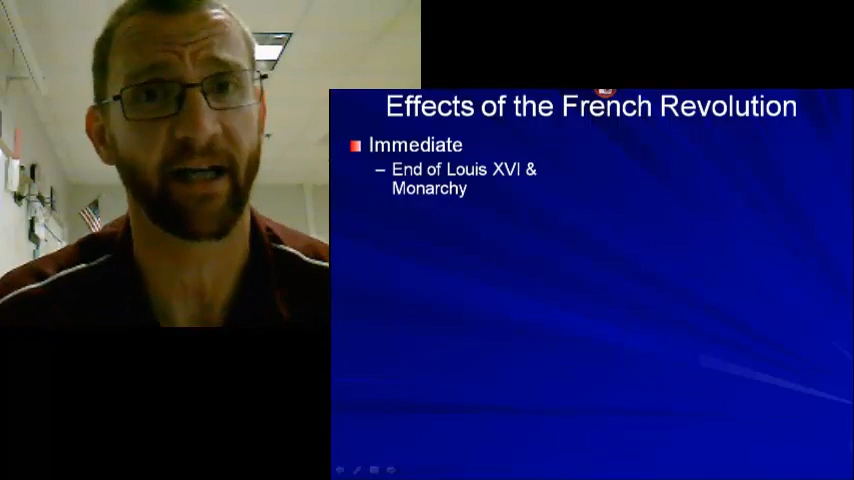 Effects of the French Revolution
Immediate
– End of Louis XVI &
Monarchy